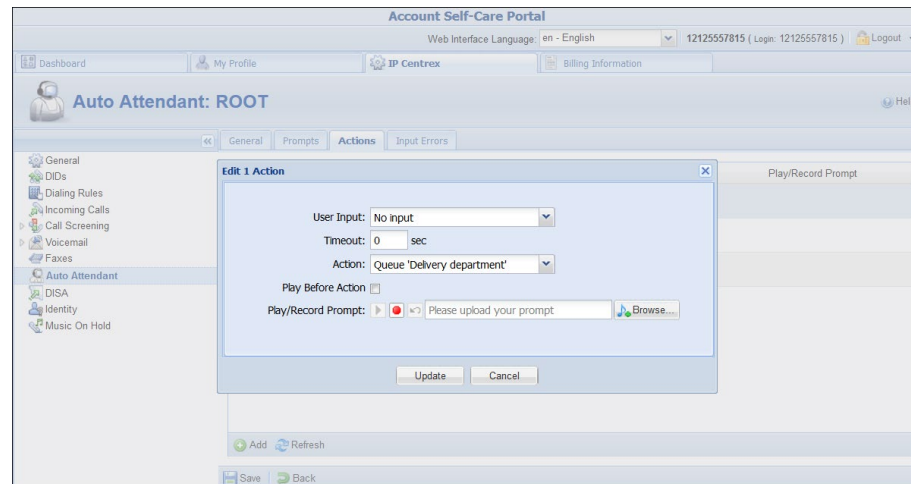 Account Self-Care Portal
Web Interface Language: en - English 12125557815 ( Login: 12125557815 ) Logout
Dashboard My Profile IP Centrex Billing Information
Auto Attendant: ROOT
Hel
General Prompts Actions Input Errors
General
DIDs
Dialing Rules
Incoming Calls
Call Screening
Voicemail
Faxes
Auto Attendant
DISA
Identity
Music On Hold
Play/Record Prompt
Edit 1 Action
User Input: No input
Timeout: 0 sec
Action: Queue 'Delivery department'
Play Before Action
Play/Record Prompt: Please upload your prompt Browse...
Update Cancel
Add Refresh
Save Back